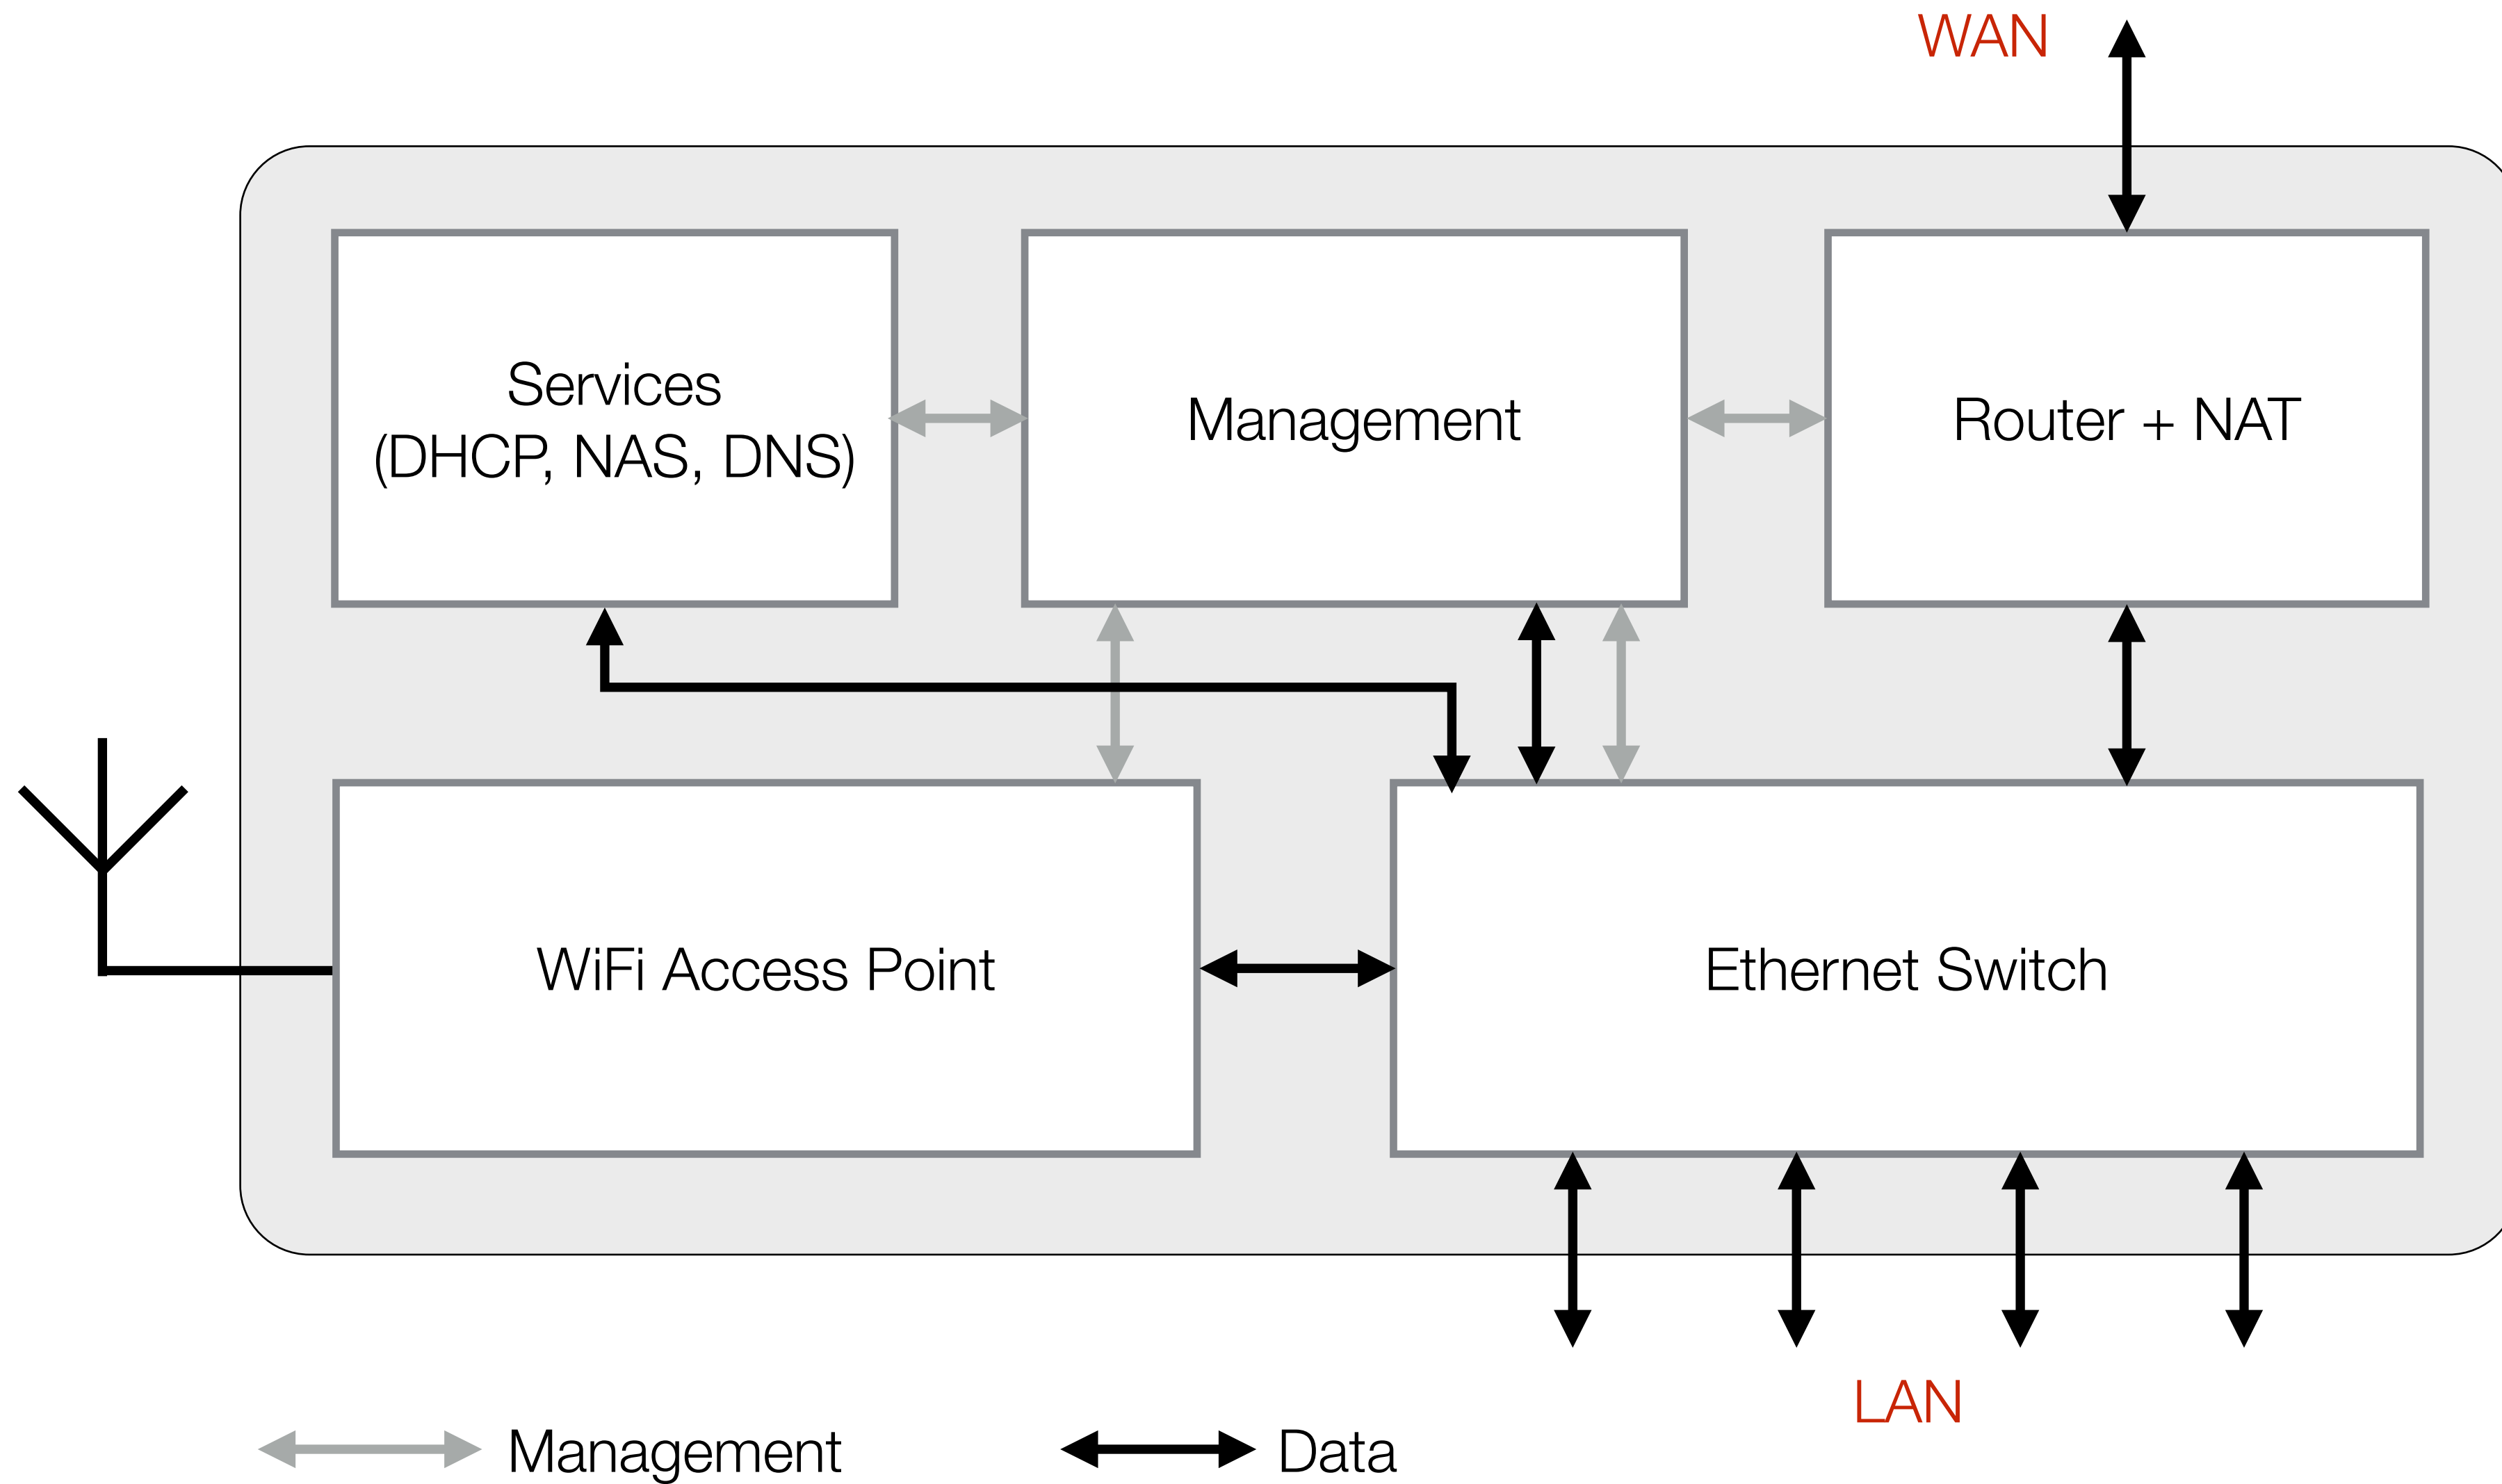 WAN
Services
(DHCP, NAS, DNS)
Management
Router + NAT
WiFi Access Point
Ethernet Switch
LAN
Management
Data